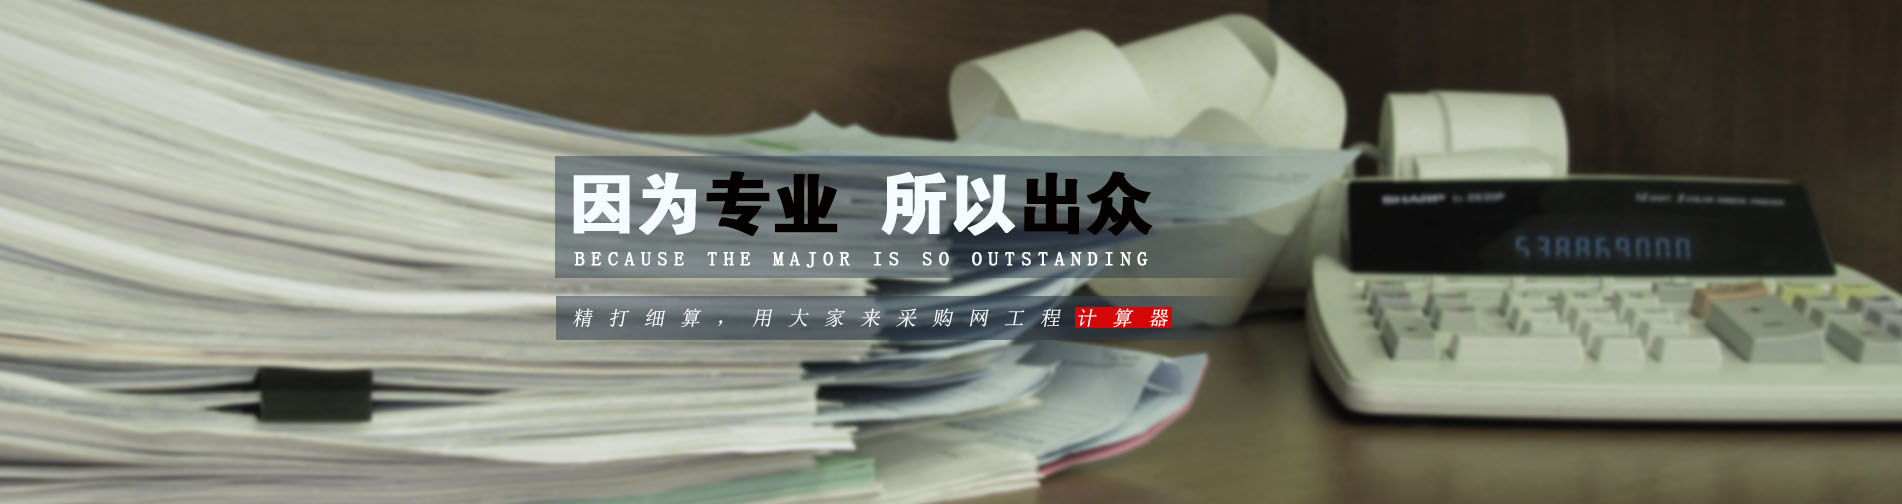 因为专业 所以出众
BECAUSE THE MAJOR IS SO OUTSTANDING
精打细算，用大家来采购网工程计算器
SHARP
538869000